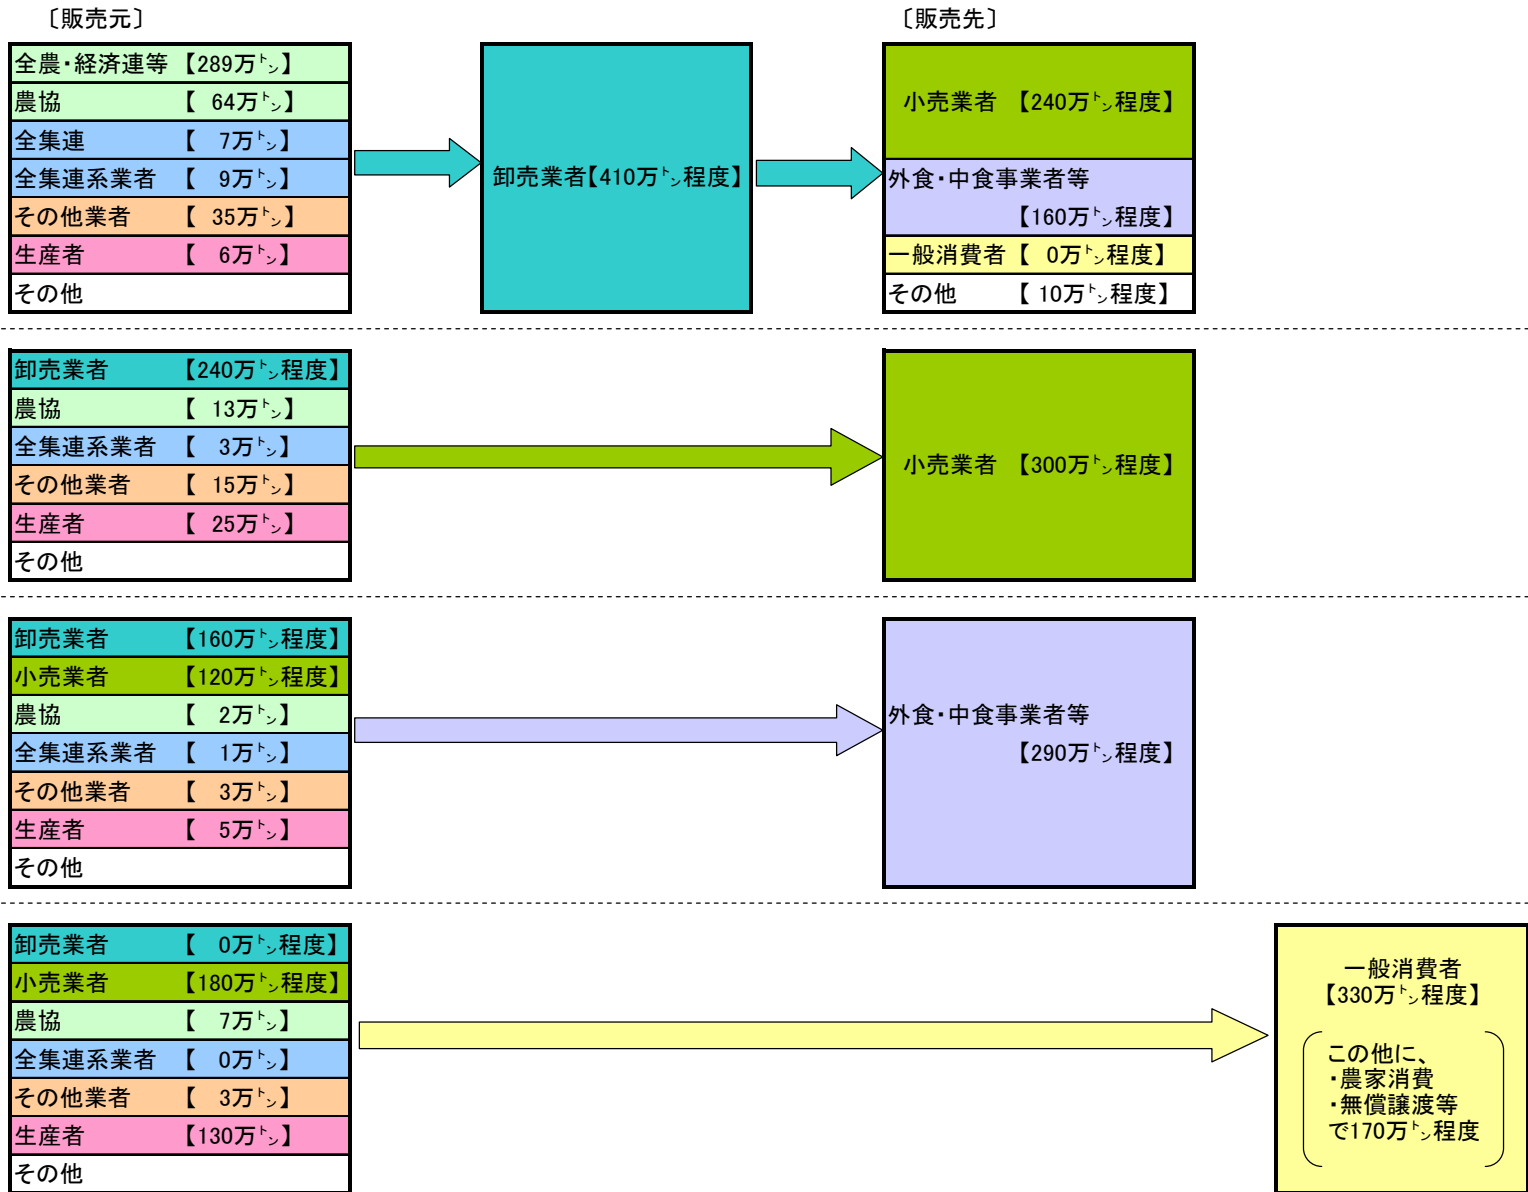 〔販売元〕
〔販売先〕
全農・経済連等 【289万㌧】
農協 【 64万㌧】
全集連 【 7万㌧】
全集連系業者 【 9万㌧】
その他業者 【 35万㌧】
生産者 【 6万㌧】
その他
卸売業者【410万㌧程度】
小売業者 【240万㌧程度】
外食・中食事業者等
【160万㌧程度】
一般消費者 【 0万㌧程度】
その他 【 10万㌧程度】
卸売業者 【240万㌧程度】
農協 【 13万㌧】
全集連系業者 【 3万㌧】
その他業者 【 15万㌧】
生産者 【 25万㌧】
その他
小売業者 【300万㌧程度】
卸売業者 【160万㌧程度】
小売業者 【120万㌧程度】
農協 【 2万㌧】
全集連系業者 【 1万㌧】
その他業者 【 3万㌧】
生産者 【 5万㌧】
その他
外食・中食事業者等
【290万㌧程度】
卸売業者 【 0万㌧程度】
小売業者 【180万㌧程度】
農協 【 7万㌧】
全集連系業者 【 0万㌧】
その他業者 【 3万㌧】
生産者 【130万㌧】
その他
一般消費者
【330万㌧程度】
この他に、
・農家消費
・無償譲渡等
で170万㌧程度